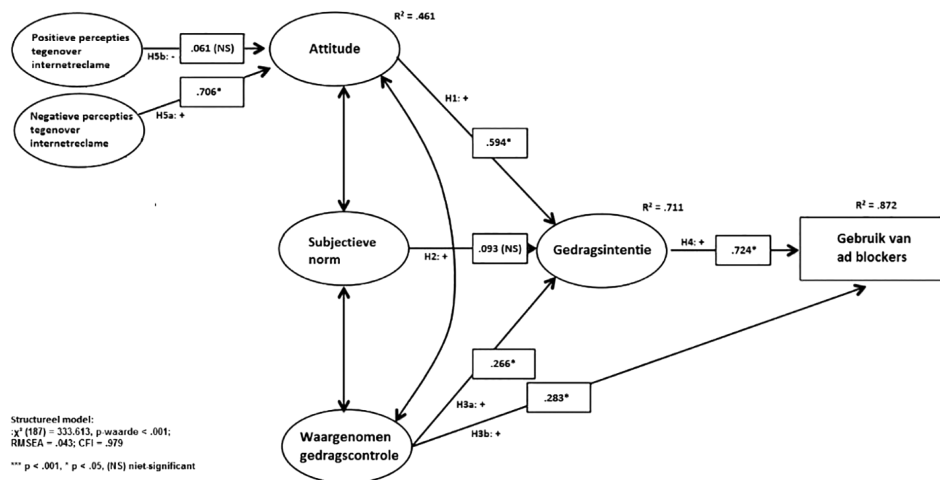 R² = .461
Positieve percepties
tegenover
internetreclame
H5b: -
.061 (NS)
Attitude
.706*
H5a: +
Negatieve percepties
tegenover
internetreclame
H1: +
.594*
R² = .711
R² = .872
Subjectieve
norm
H2: +
.093 (NS)
Gedragsintentie
H4: +
.724*
Gebruik van
ad blockers
.266*
H3a: +
.283*
H3b: +
Waargenomen
gedragscontrole
Structureel model:
:χ² (187) = 333.613, p-waarde < .001;
RMSEA = .043; CFI = .979
*** p < .001, * p < .05, (NS) niet-significant